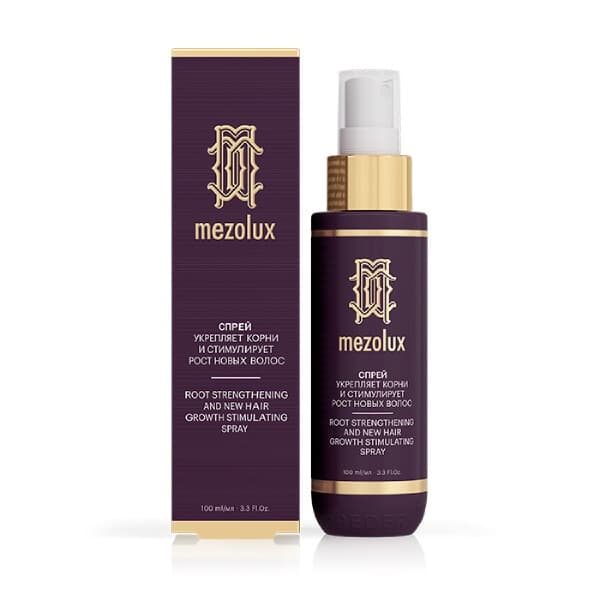 mezolux
СПРЕЙ
УКРЕПЛЯЕТ КОРНИ
И СТИМУЛИРУЕТ
РОСТ НОВЫХ ВОЛОС
ROOT STRENGTHENING
AND NEW HAIR
GROWTH STIMULATING
SPRAY
100 ml/мл · 3.3 Fl.Oz.
mezolux
СПРЕЙ
УКРЕПЛЯЕТ КОРНИ
И СТИМУЛИРУЕТ
РОСТ НОВЫХ ВОЛОС
ROOT STRENGTHENING
AND NEW HAIR
GROWTH STIMULATING
SPRAY
100 ml/мл · 3.3 Fl.Oz.